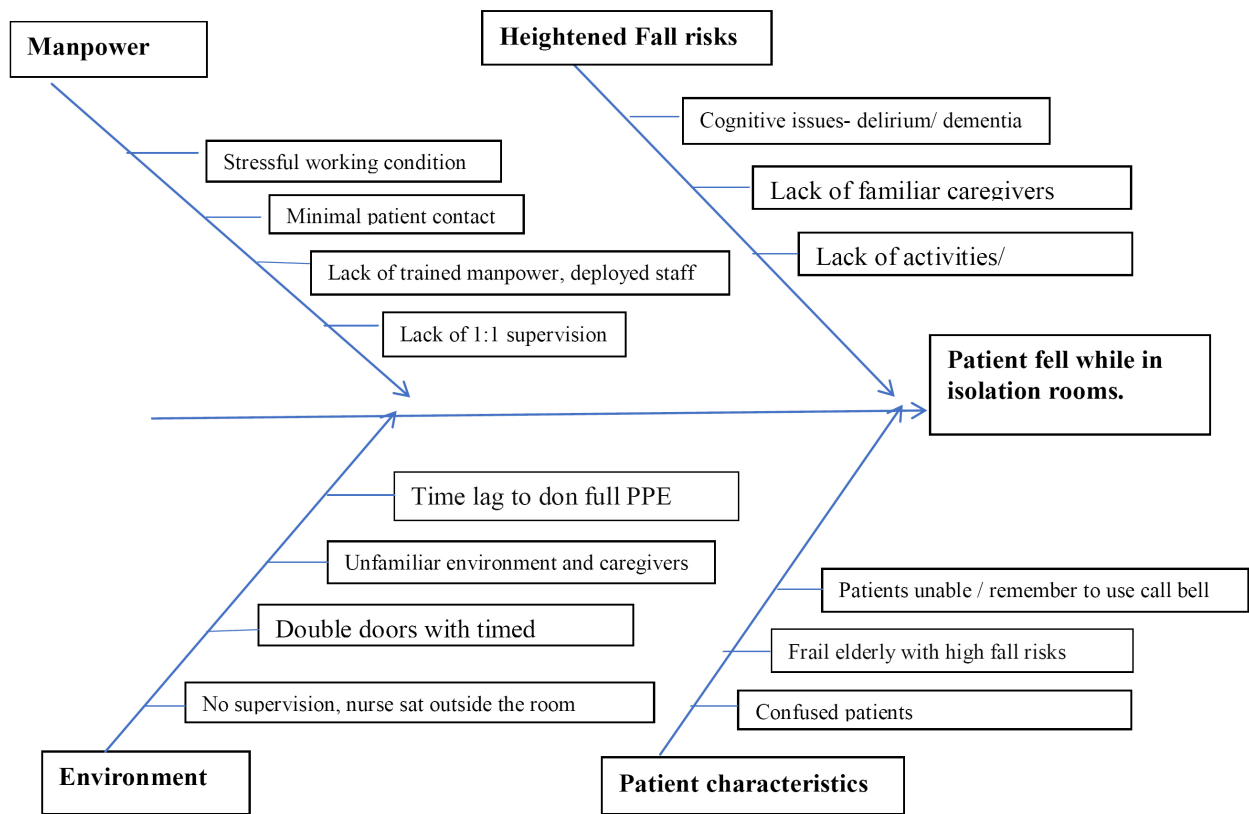 Manpower
Stressful working condition
Minimal patient contact
Lack of trained manpower, deployed staff
Lack of 1:1 supervision
Heightened Fall risks
Cognitive issues- delirium/ dementia
Lack of familiar caregivers
Lack of activities/
Patient fell while in
isolation rooms.
Time lag to don full PPE
Unfamiliar environment and caregivers
Double doors with timed
No supervision, nurse sat outside the room
Environment
Patients unable / remember to use call bell
Frail elderly with high fall risks
Confused patients
Patient characteristics